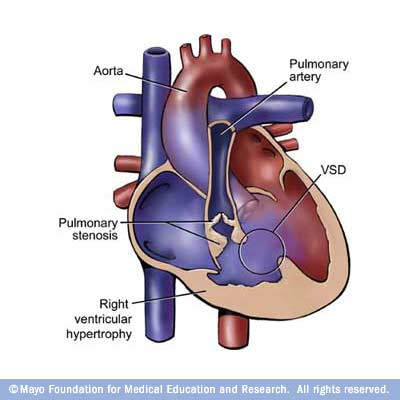 Aorta
Pulmonary
artery
VSD
Pulmonary
stenosis
Right
ventricular
hypertrophy
© Mayo Foundation for Medical Education and Research. All rights reserved.